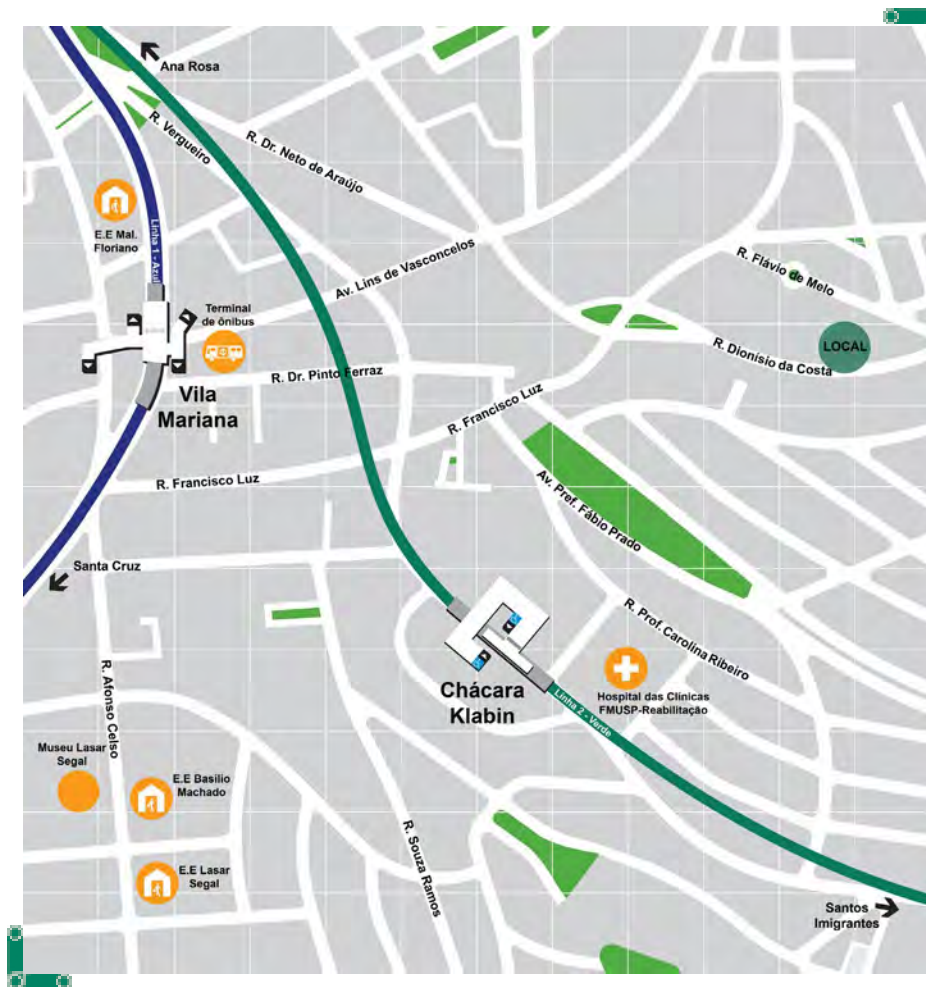 Ana Rosa
R. Vergueiro
R. Dr. Neto de Araújo
E.E Mal.
Floriano
Linha 1 - Azul
Av. Lins de Vasconcelos
R. Flávio de Melo
Terminal
de ônibus
LOCAL
R. Dionísio da Costa
R. Dr. Pinto Ferraz
Vila
Mariana
R. Francisco Luz
R. Francisco Luz
Av. Pref. Fábio Prado
Santa Cruz
R. Prof. Carolina Ribeiro
R. Afonso Celso
Chácara
Klabin
Hospital das Clínicas
FMUSP-Reabilitação
Linha 2 - Verde
Museu Lasar
Segal
E.E Basilio
Machado
R. Souza Ramos
E.E Lasar
Segal
Santos
Imigrantes